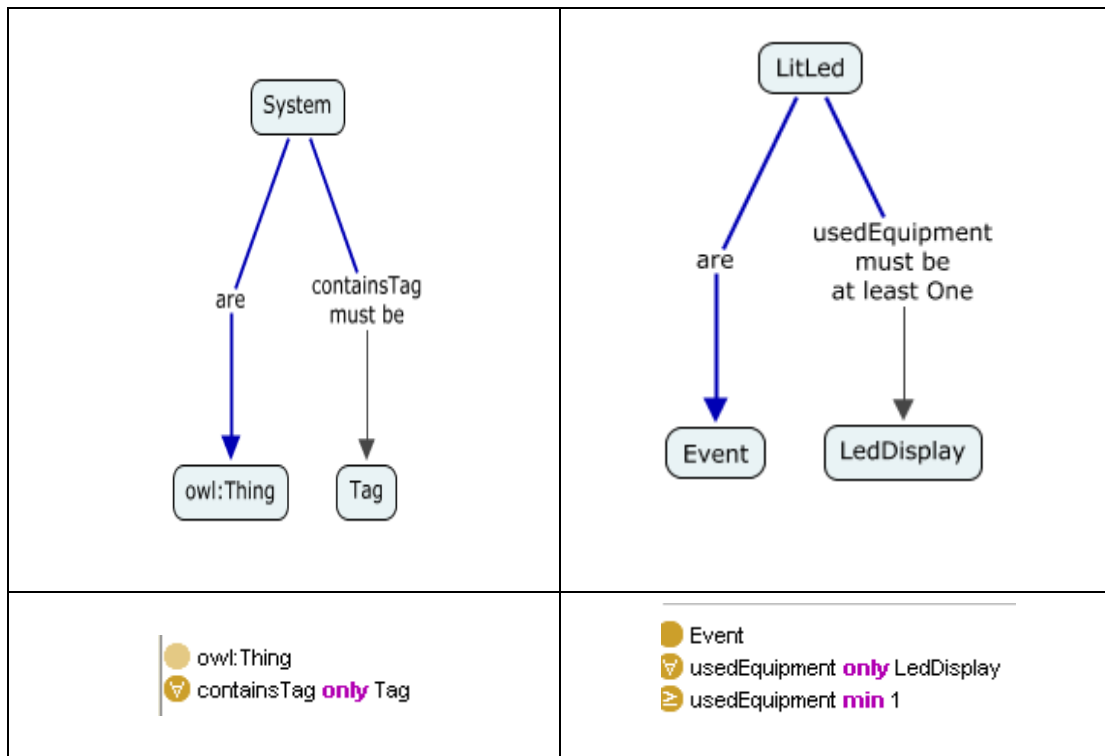 System
are
containsTag
must be
owl:Thing
Tag
LitLed
are
usedEquipment
must be
at least One
Event
LedDisplay
owl:Thing
∀ containsTag only Tag
Event
∀ usedEquipment only LedDisplay
≥ usedEquipment min 1